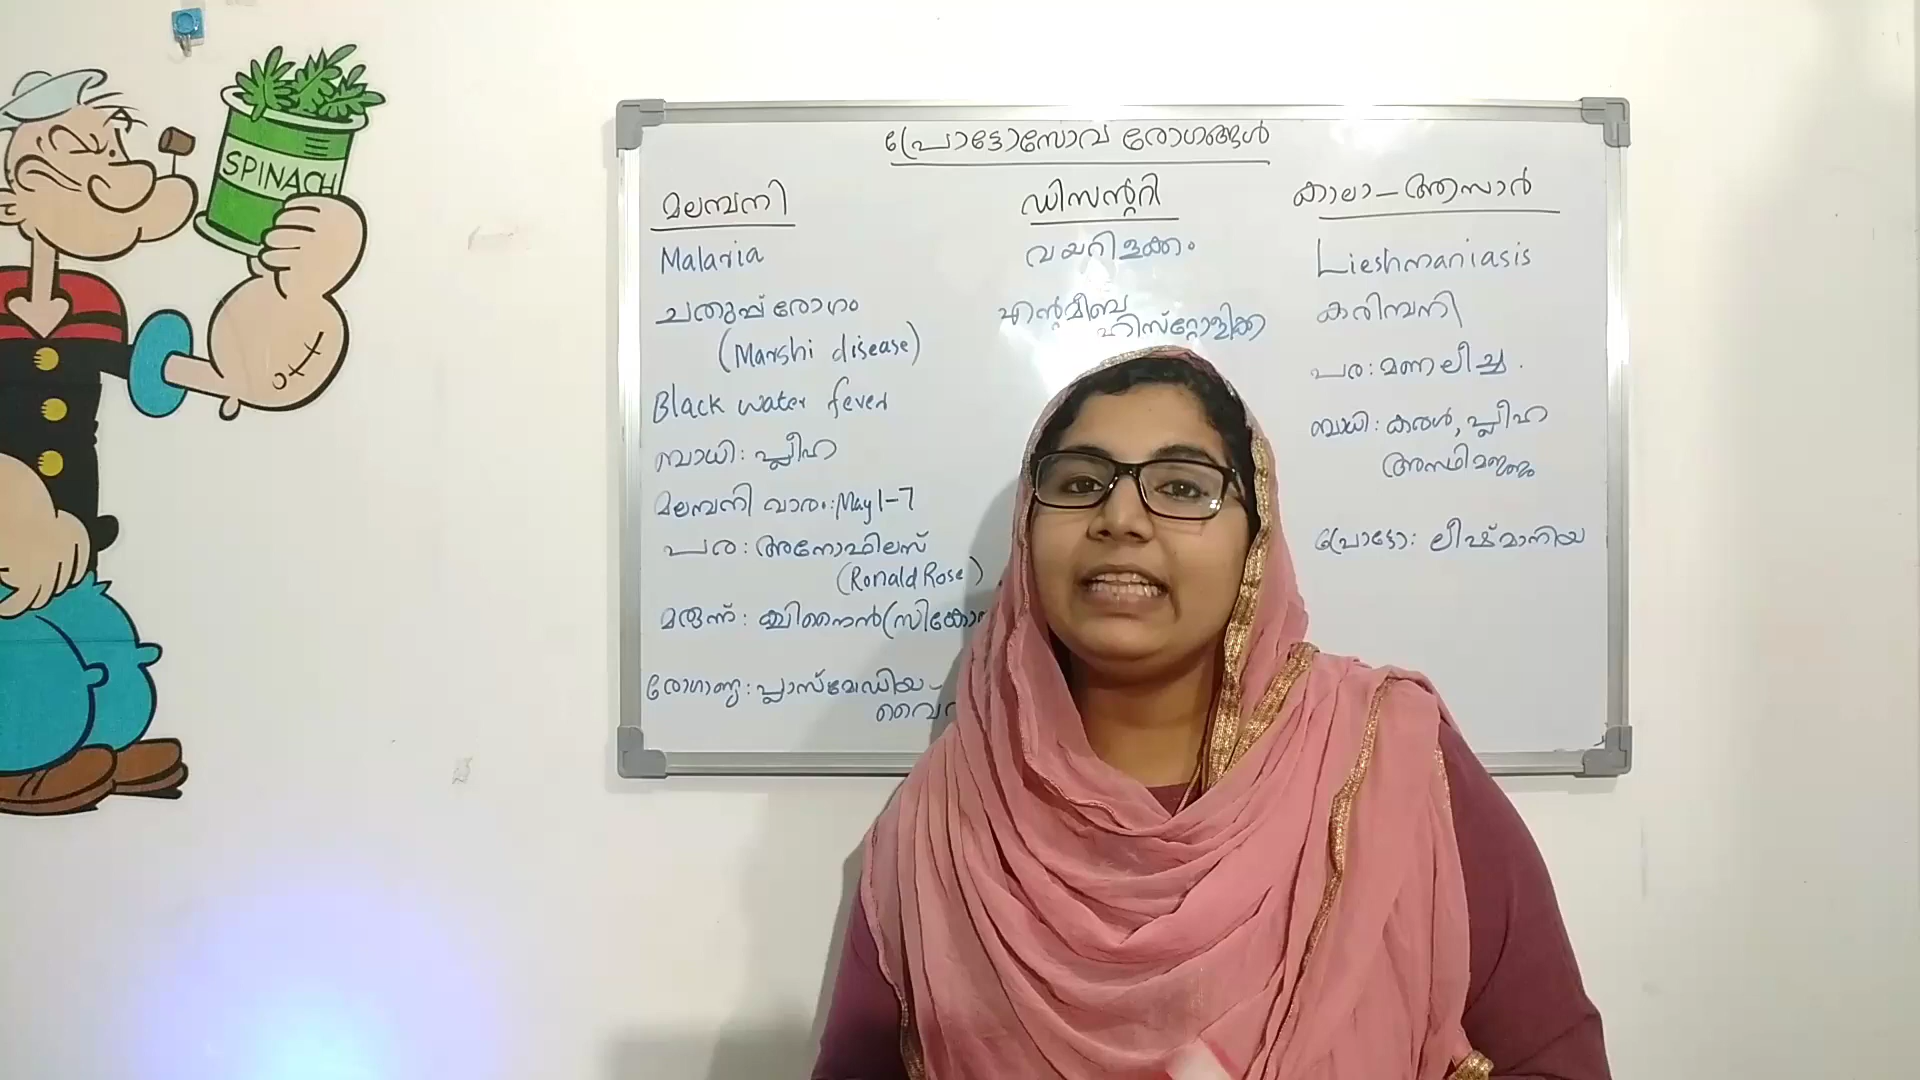 SPINACH
പ്രോട്ടോസോവ രോഗങ്ങൾ
മലമ്പനി
Malaria
ചതുപ്പ് രോഗം
(Marshi disease)
Black water fever
ബാധി: പ്ലീഹ
മലമ്പനി വാരം: May 1-7
പര: അനോഫിലസ്
(Ronald Rose)
മരുന്ന്: ക്വിനൈൻ (സിങ്കോ
രോഗാണു: പ്ലാസ്മോഡിയ-
വൈ
ഡിസന്ററി
വയറിളക്കം
എന്റമീബ
ഹിസ്റ്റോളിക്ക
കാലാ-ആസാർ
Lieshmaniasis
കരിമ്പനി
പര: മണലീച്ച.
ബാധി: കരൾ, പ്ലീഹ
അസ്ഥിമജ്ജ
പ്രോട്ടോ: ലീഷ്മാനിയ